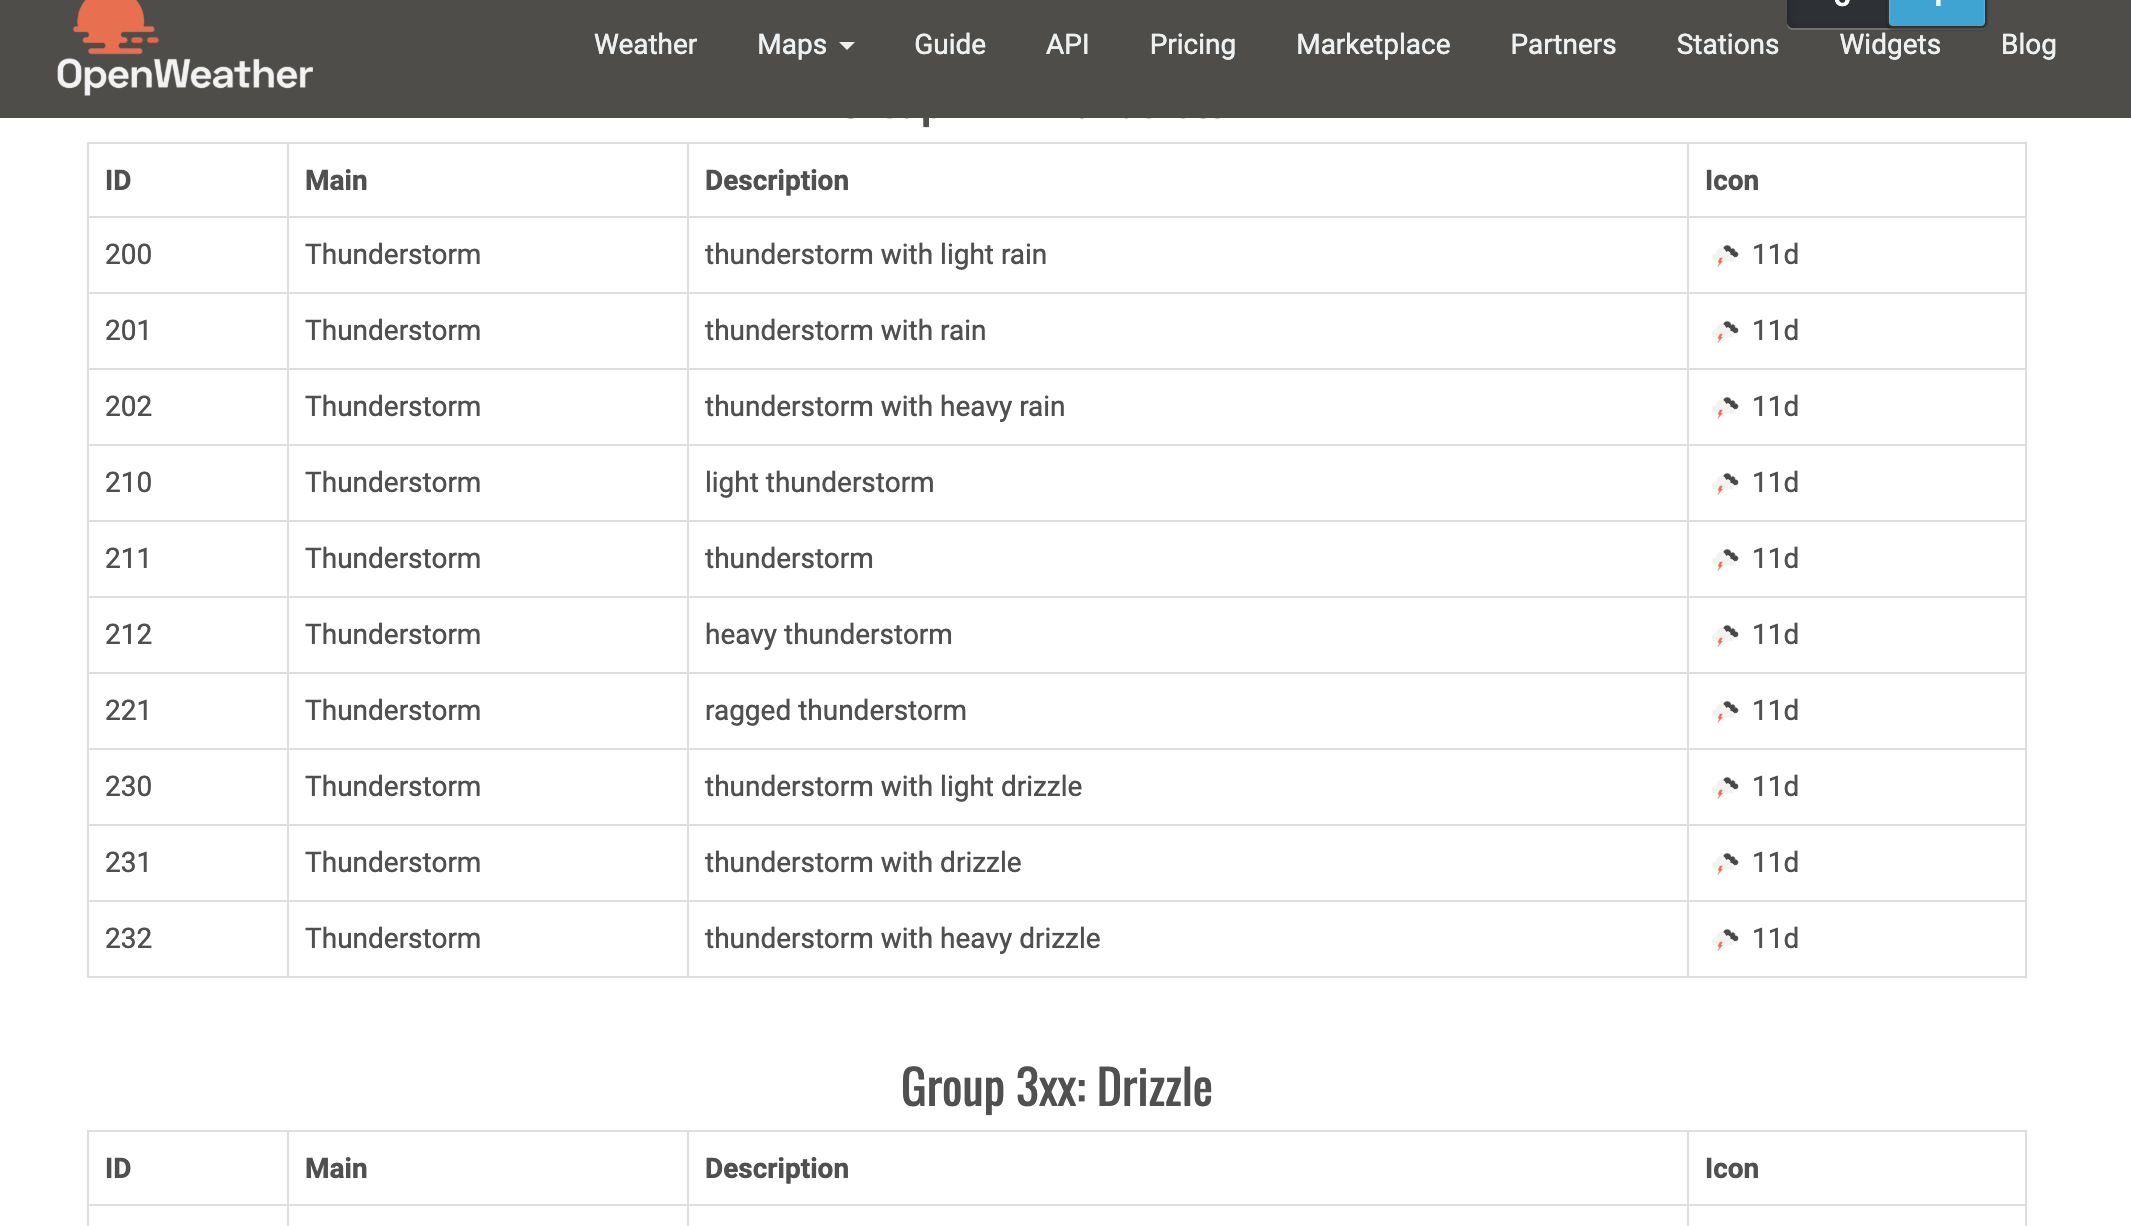 OpenWeather
Weather Maps Guide API Pricing Marketplace Partners Stations Widgets Blog
ID Main Description Icon
200 Thunderstorm thunderstorm with light rain 11d
201 Thunderstorm thunderstorm with rain 11d
202 Thunderstorm thunderstorm with heavy rain 11d
210 Thunderstorm light thunderstorm 11d
211 Thunderstorm thunderstorm 11d
212 Thunderstorm heavy thunderstorm 11d
221 Thunderstorm ragged thunderstorm 11d
230 Thunderstorm thunderstorm with light drizzle 11d
231 Thunderstorm thunderstorm with drizzle 11d
232 Thunderstorm thunderstorm with heavy drizzle 11d
Group 3xx: Drizzle
ID Main Description Icon